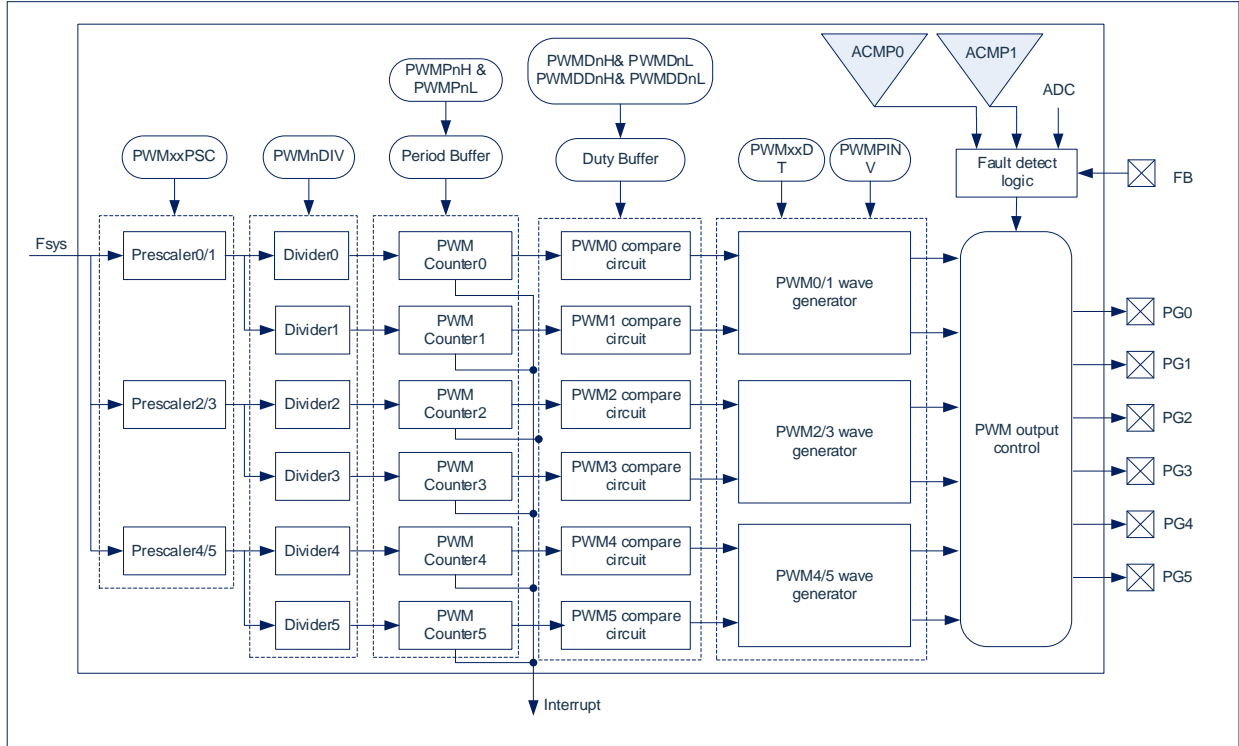 ACMP0
ACMP1
ADC
PWMPnH &
PWMPnL
PWMDnH& PWMDnL
PWMDDnH& PWMDDnL
PWMxxPSC
PWMnDIV
Period Buffer
Duty Buffer
PWMxxD
T
PWMPIN
V
Fault detect
logic
FB
Fsys
Prescaler0/1
Divider0
PWM
Counter0
PWM0 compare
circuit
PWM0/1 wave
generator
Divider1
PWM
Counter1
PWM1 compare
circuit
Prescaler2/3
Divider2
PWM
Counter2
PWM2 compare
circuit
PWM2/3 wave
generator
Divider3
PWM
Counter3
PWM3 compare
circuit
Prescaler4/5
Divider4
PWM
Counter4
PWM4 compare
circuit
PWM4/5 wave
generator
Divider5
PWM
Counter5
PWM5 compare
circuit
PWM output
control
PG0
PG1
PG2
PG3
PG4
PG5
Interrupt